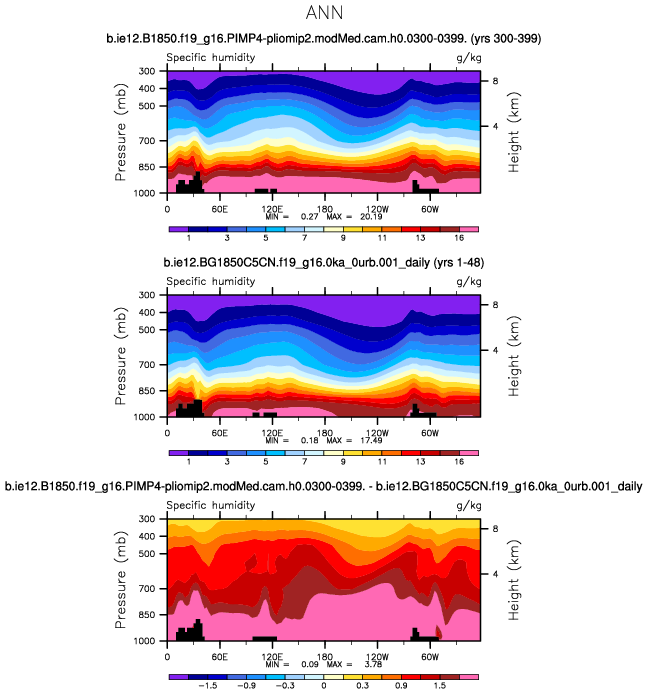 ANN
b.ie12.B1850.f19_g16.PIMP4-pliomip2.modMed.cam.h0.0300-0399. (yrs 300-399)
Specific humidity g/kg
300
400
500
700
850
1000
Pressure (mb)
8
4
Height (km)
0 60E 120E 180 120W 60W
MIN = 0.27 MAX = 20.19
1 3 5 7 9 11 13 16
b.ie12.BG1850C5CN.f19_g16.0ka_0urb.001_daily (yrs 1-48)
Specific humidity g/kg
300
400
500
700
850
1000
Pressure (mb)
8
4
Height (km)
0 60E 120E 180 120W 60W
MIN = 0.18 MAX = 17.49
1 3 5 7 9 11 13 16
b.ie12.B1850.f19_g16.PIMP4-pliomip2.modMed.cam.h0.0300-0399. - b.ie12.BG1850C5CN.f19_g16.0ka_0urb.001_daily
Specific humidity g/kg
300
400
500
700
850
1000
Pressure (mb)
8
4
Height (km)
0 60E 120E 180 120W 60W
MIN = 0.09 MAX = 3.78
−1.5 −0.9 −0.3 0 0.3 0.9 1.5